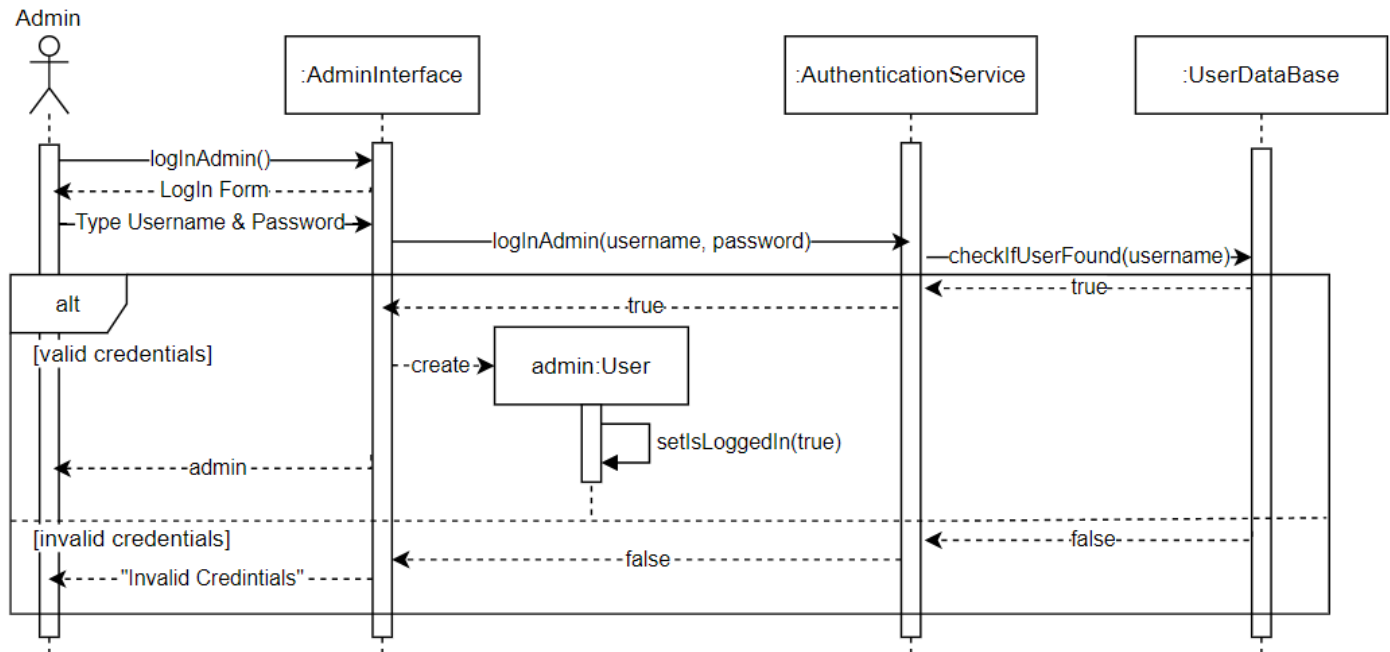 Admin
:AdminInterface
:AuthenticationService
:UserDataBase
logInAdmin()
LogIn Form
Type Username & Password
logInAdmin(username, password)
checkIfUserFound(username)
true
alt
true
[valid credentials]
create
admin:User
setIsLoggedIn(true)
admin
[invalid credentials]
false
false
"Invalid Credintials"